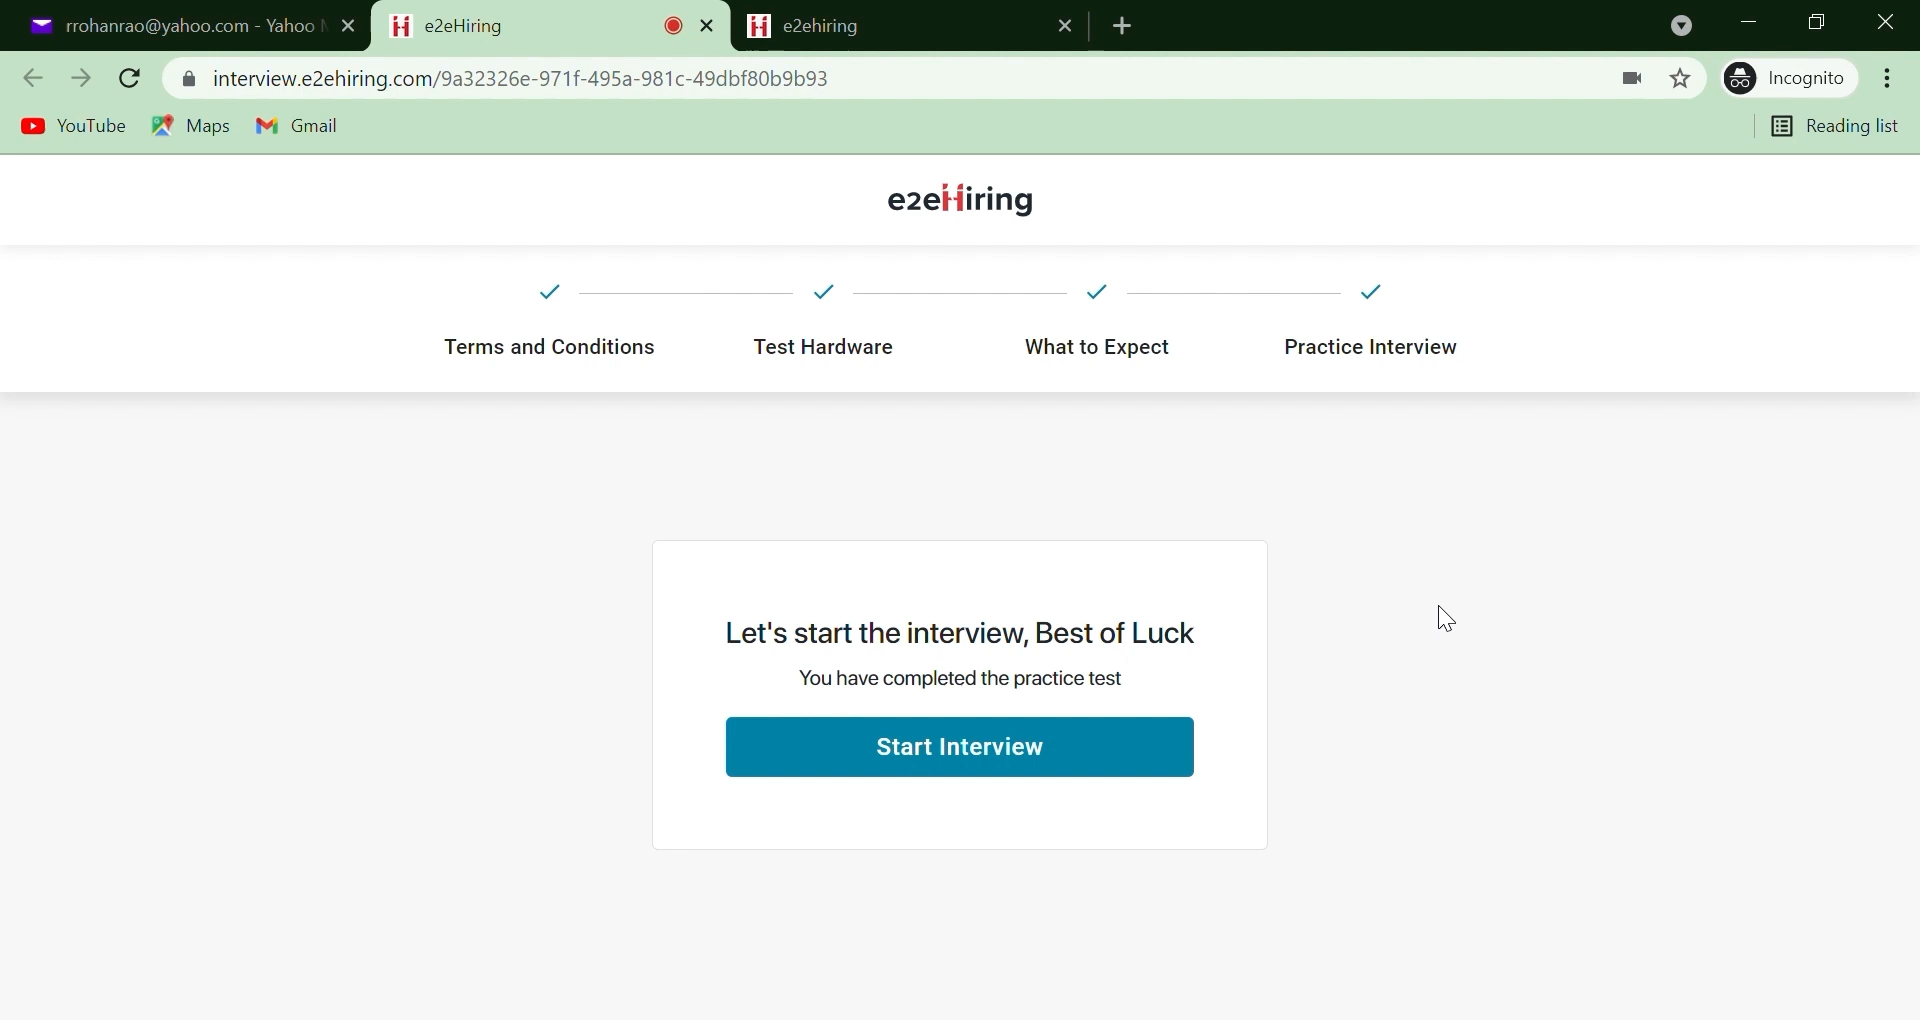 rrohanrao@yahoo.com - Yahoo
e2eHiring
e2ehiring
interview.e2ehiring.com/9a32326e-971f-495a-981c-49dbf80b9b93
Incognito
YouTube
Maps
Gmail
Reading list
e2eHiring
Terms and Conditions
Test Hardware
What to Expect
Practice Interview
Let's start the interview, Best of Luck
You have completed the practice test
Start Interview